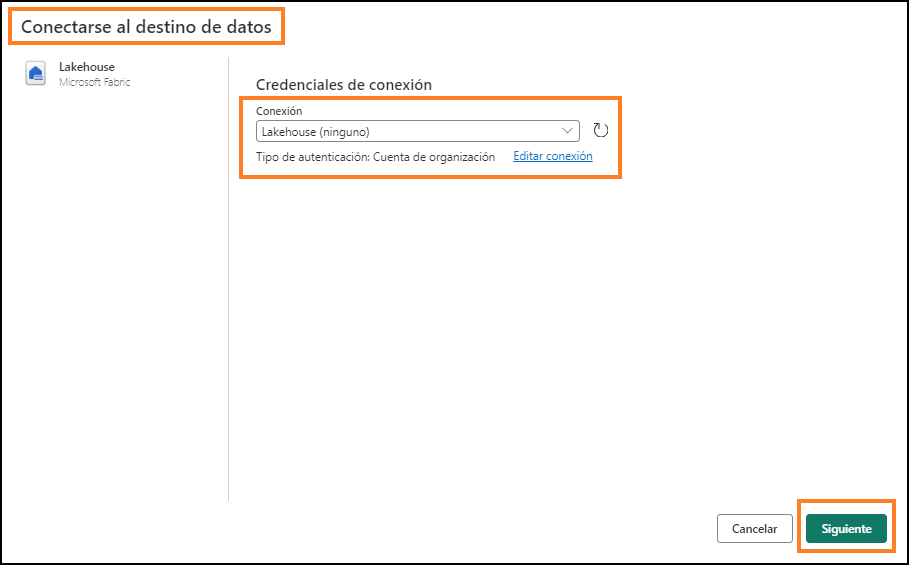 Conectarse al destino de datos
Lakehouse
Microsoft Fabric
Credenciales de conexión
Conexión
Lakehouse (ninguno)
Tipo de autenticación: Cuenta de organización Editar conexión
Cancelar Siguiente